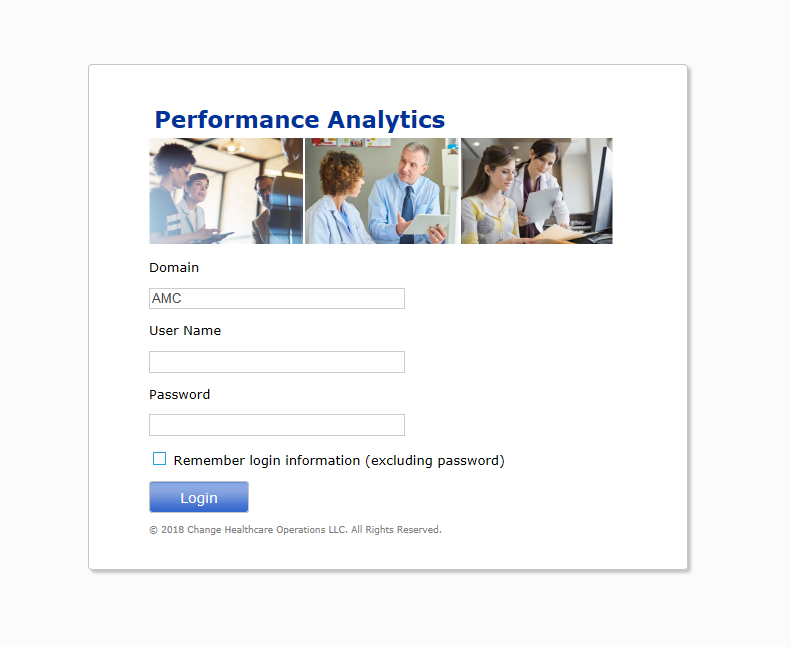 Performance Analytics
Domain
AMC
User Name
Password
Remember login information (excluding password)
Login
© 2018 Change Healthcare Operations LLC. All Rights Reserved.